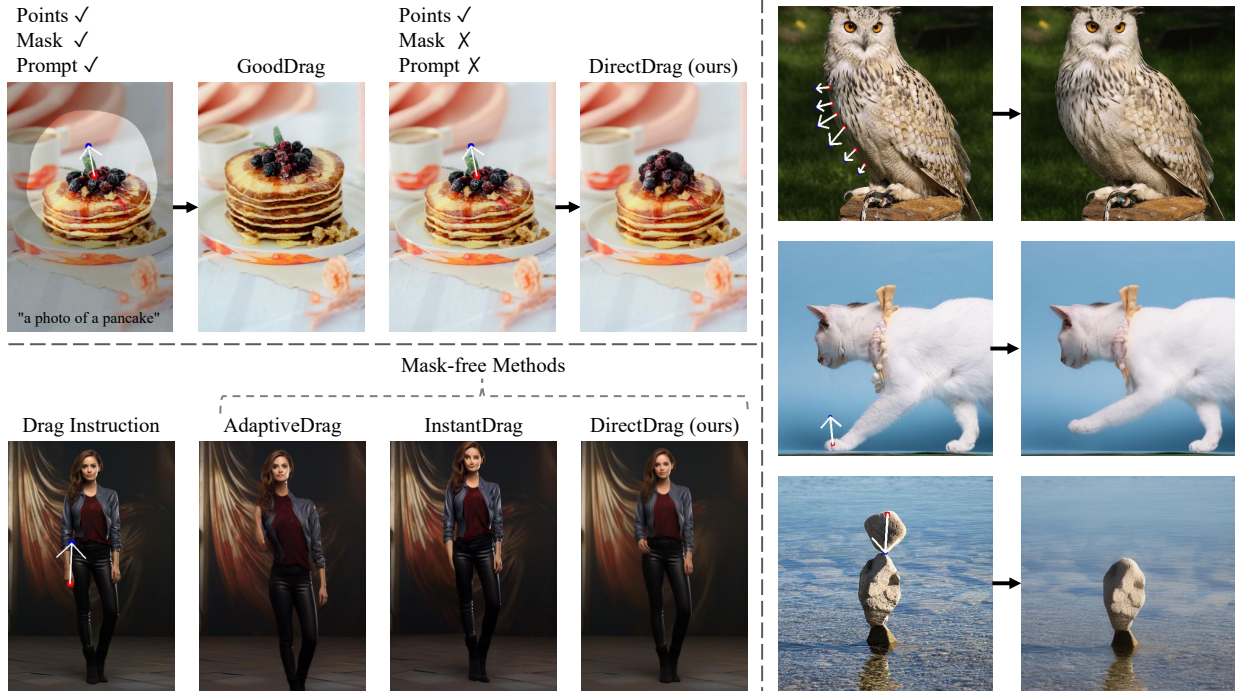 Points ✓
Mask ✓
Prompt ✓
GoodDrag
Points ✓
Mask ✗
Prompt ✗
DirectDrag (ours)
"a photo of a pancake"
Mask-free Methods
Drag Instruction
AdaptiveDrag
InstantDrag
DirectDrag (ours)